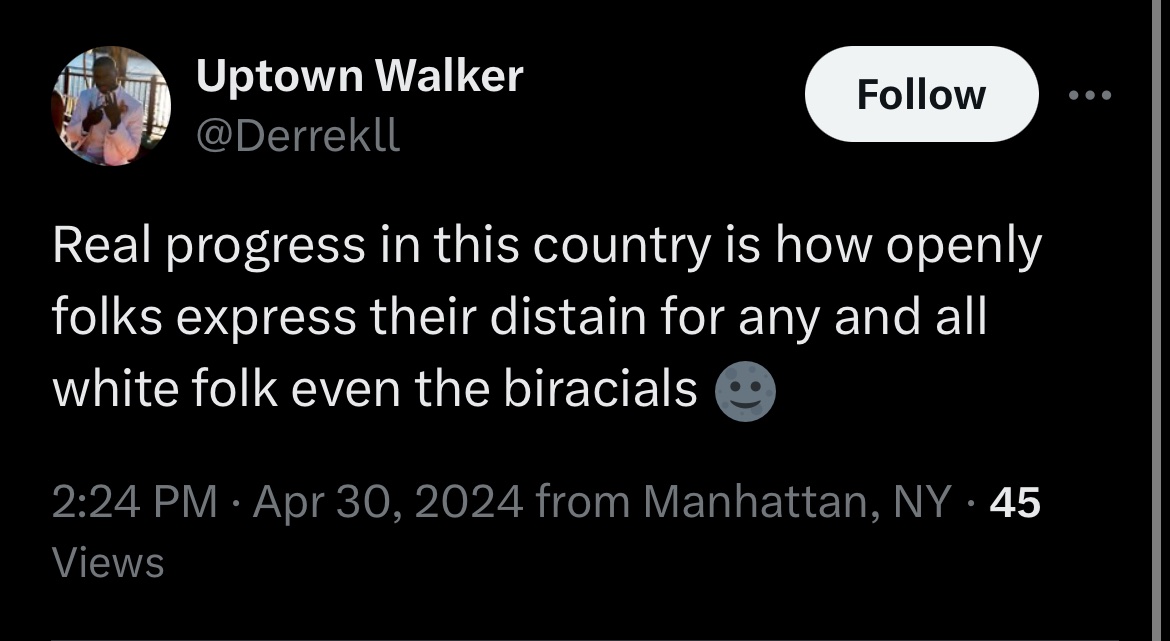 Uptown Walker
@Derrekll
Follow
Real progress in this country is how openly
folks express their distain for any and all
white folk even the biracials 🌚
2:24 PM · Apr 30, 2024 from Manhattan, NY · 45
Views